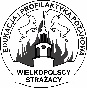 EDUKACJA I PROFILAKTYKA POŻAROWA
WIELKOPOLSCY
STRAŻACY